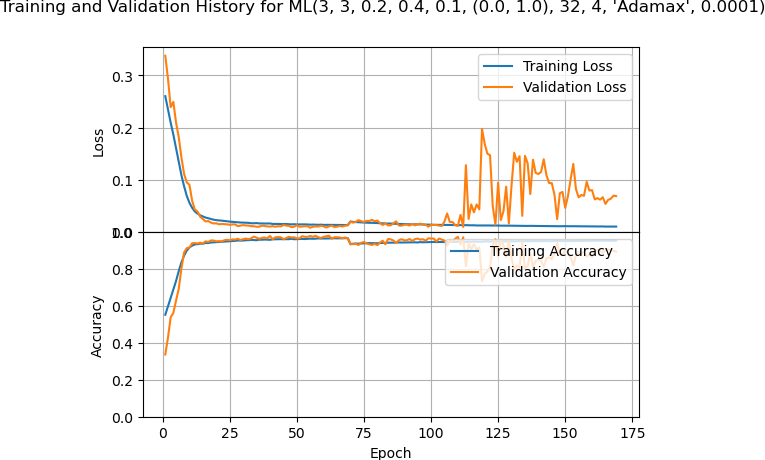 Training and Validation History for ML(3, 3, 0.2, 0.4, 0.1, (0.0, 1.0), 32, 4, 'Adamax', 0.0001)
0.3
0.2
0.1
0.0
Loss
Training Loss
Validation Loss
1.0
0.8
0.6
0.4
0.2
0.0
Accuracy
Training Accuracy
Validation Accuracy
0 25 50 75 100 125 150 175
Epoch